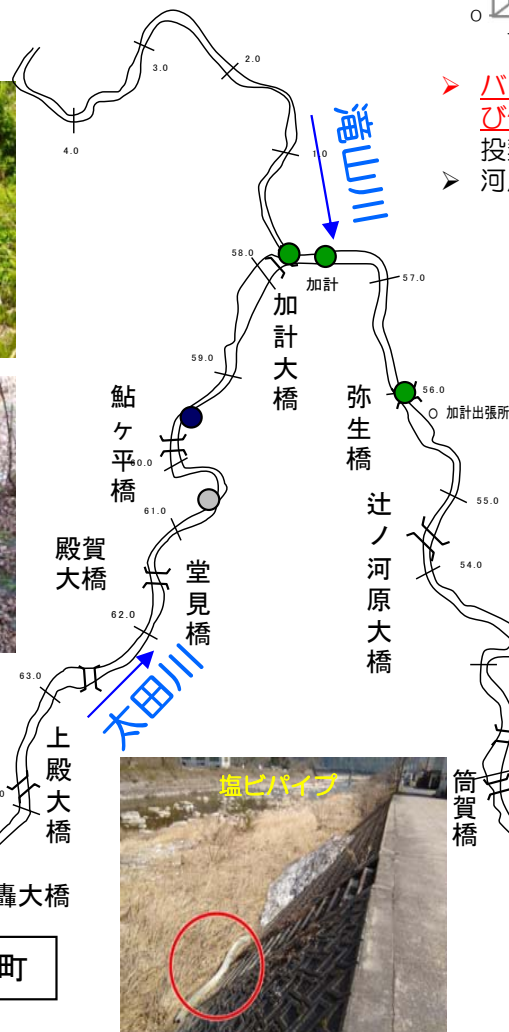 O
バ
び
投
河
3.0
2.0
4.0
1.0
滝山川
58.0
加計
57.0
加計大橋
59.0
鮎ヶ平橋
弥生橋
56.0
加計出張所
60.0
61.0
55.0
辻ノ河原大橋
殿賀
大橋
堂見橋
54.0
62.0
63.0
太田川
上殿大橋
塩ビパイプ
筒賀橋
轟大橋
町